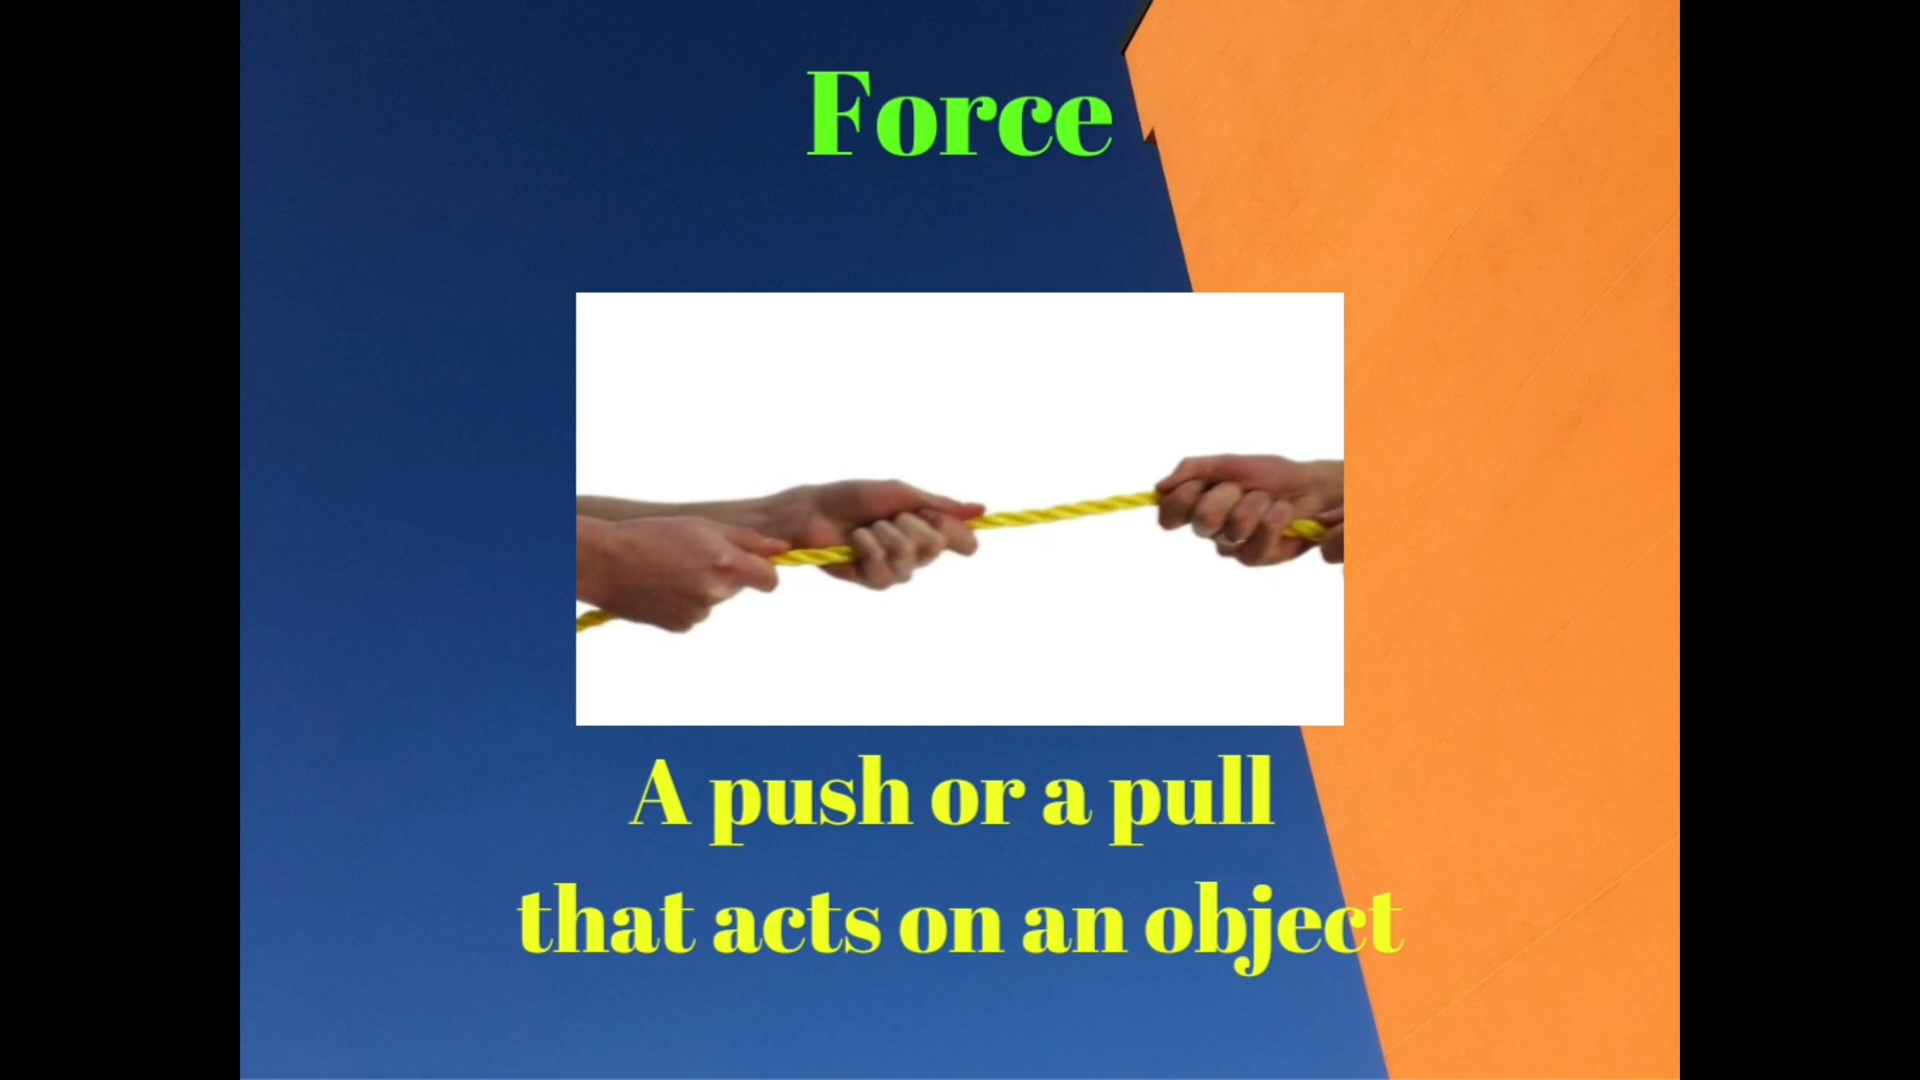 Force
A push or a pull
that acts on an object